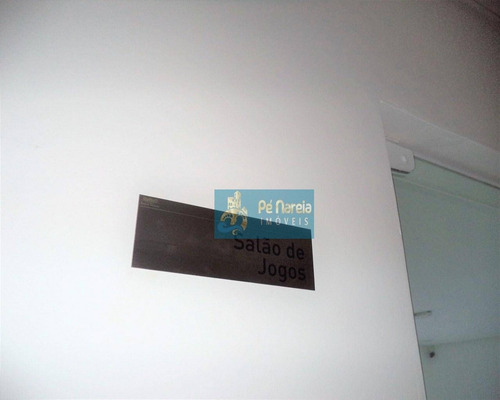 Pé Nareia
IMÓVEIS
Salão de
Jogos